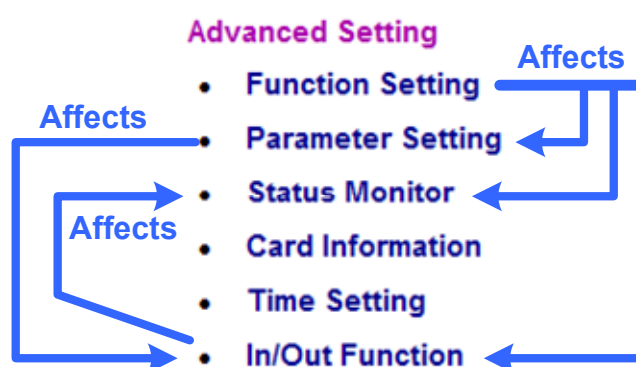 Advanced Setting
Affects
• Function Setting
Affects
• Parameter Setting
• Status Monitor
Affects
• Card Information
• Time Setting
• In/Out Function